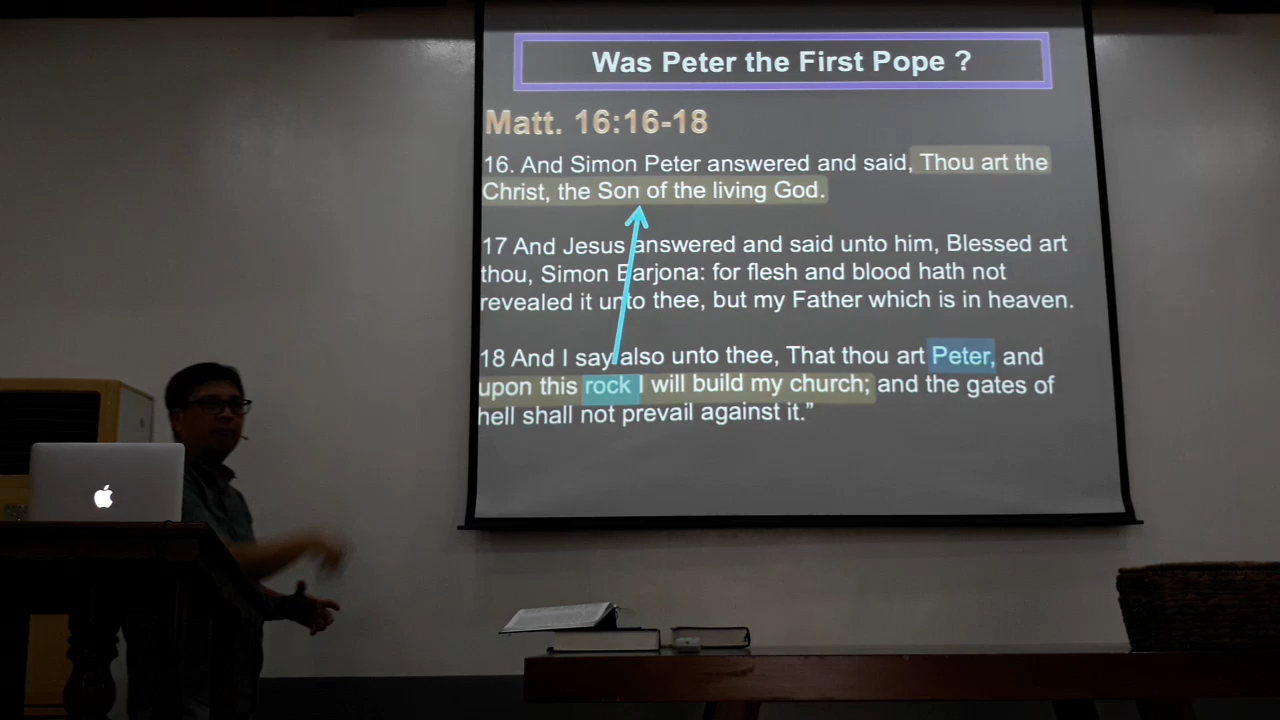 Was Peter the First Pope ?
Matt. 16:16-18
16. And Simon Peter answered and said, Thou art the
Christ, the Son of the living God.
17 And Jesus answered and said unto him, Blessed art
thou, Simon Barjona: for flesh and blood hath not
revealed it unto thee, but my Father which is in heaven.
18 And I say also unto thee, That thou art Peter, and
upon this rock I will build my church; and the gates of
hell shall not prevail against it.”